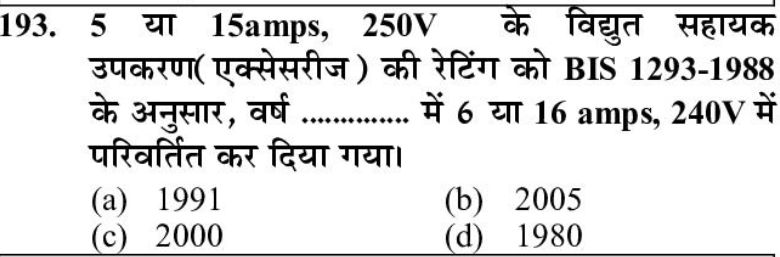 193. 5 या 15amps, 250V के विद्युत सहायक
उपकरण( एक्सेसरीज ) की रेटिंग को BIS 1293-1988
के अनुसार, वर्ष .............. में 6 या 16 amps, 240V में
परिवर्तित कर दिया गया।
(a) 1991 (b) 2005
(c) 2000 (d) 1980